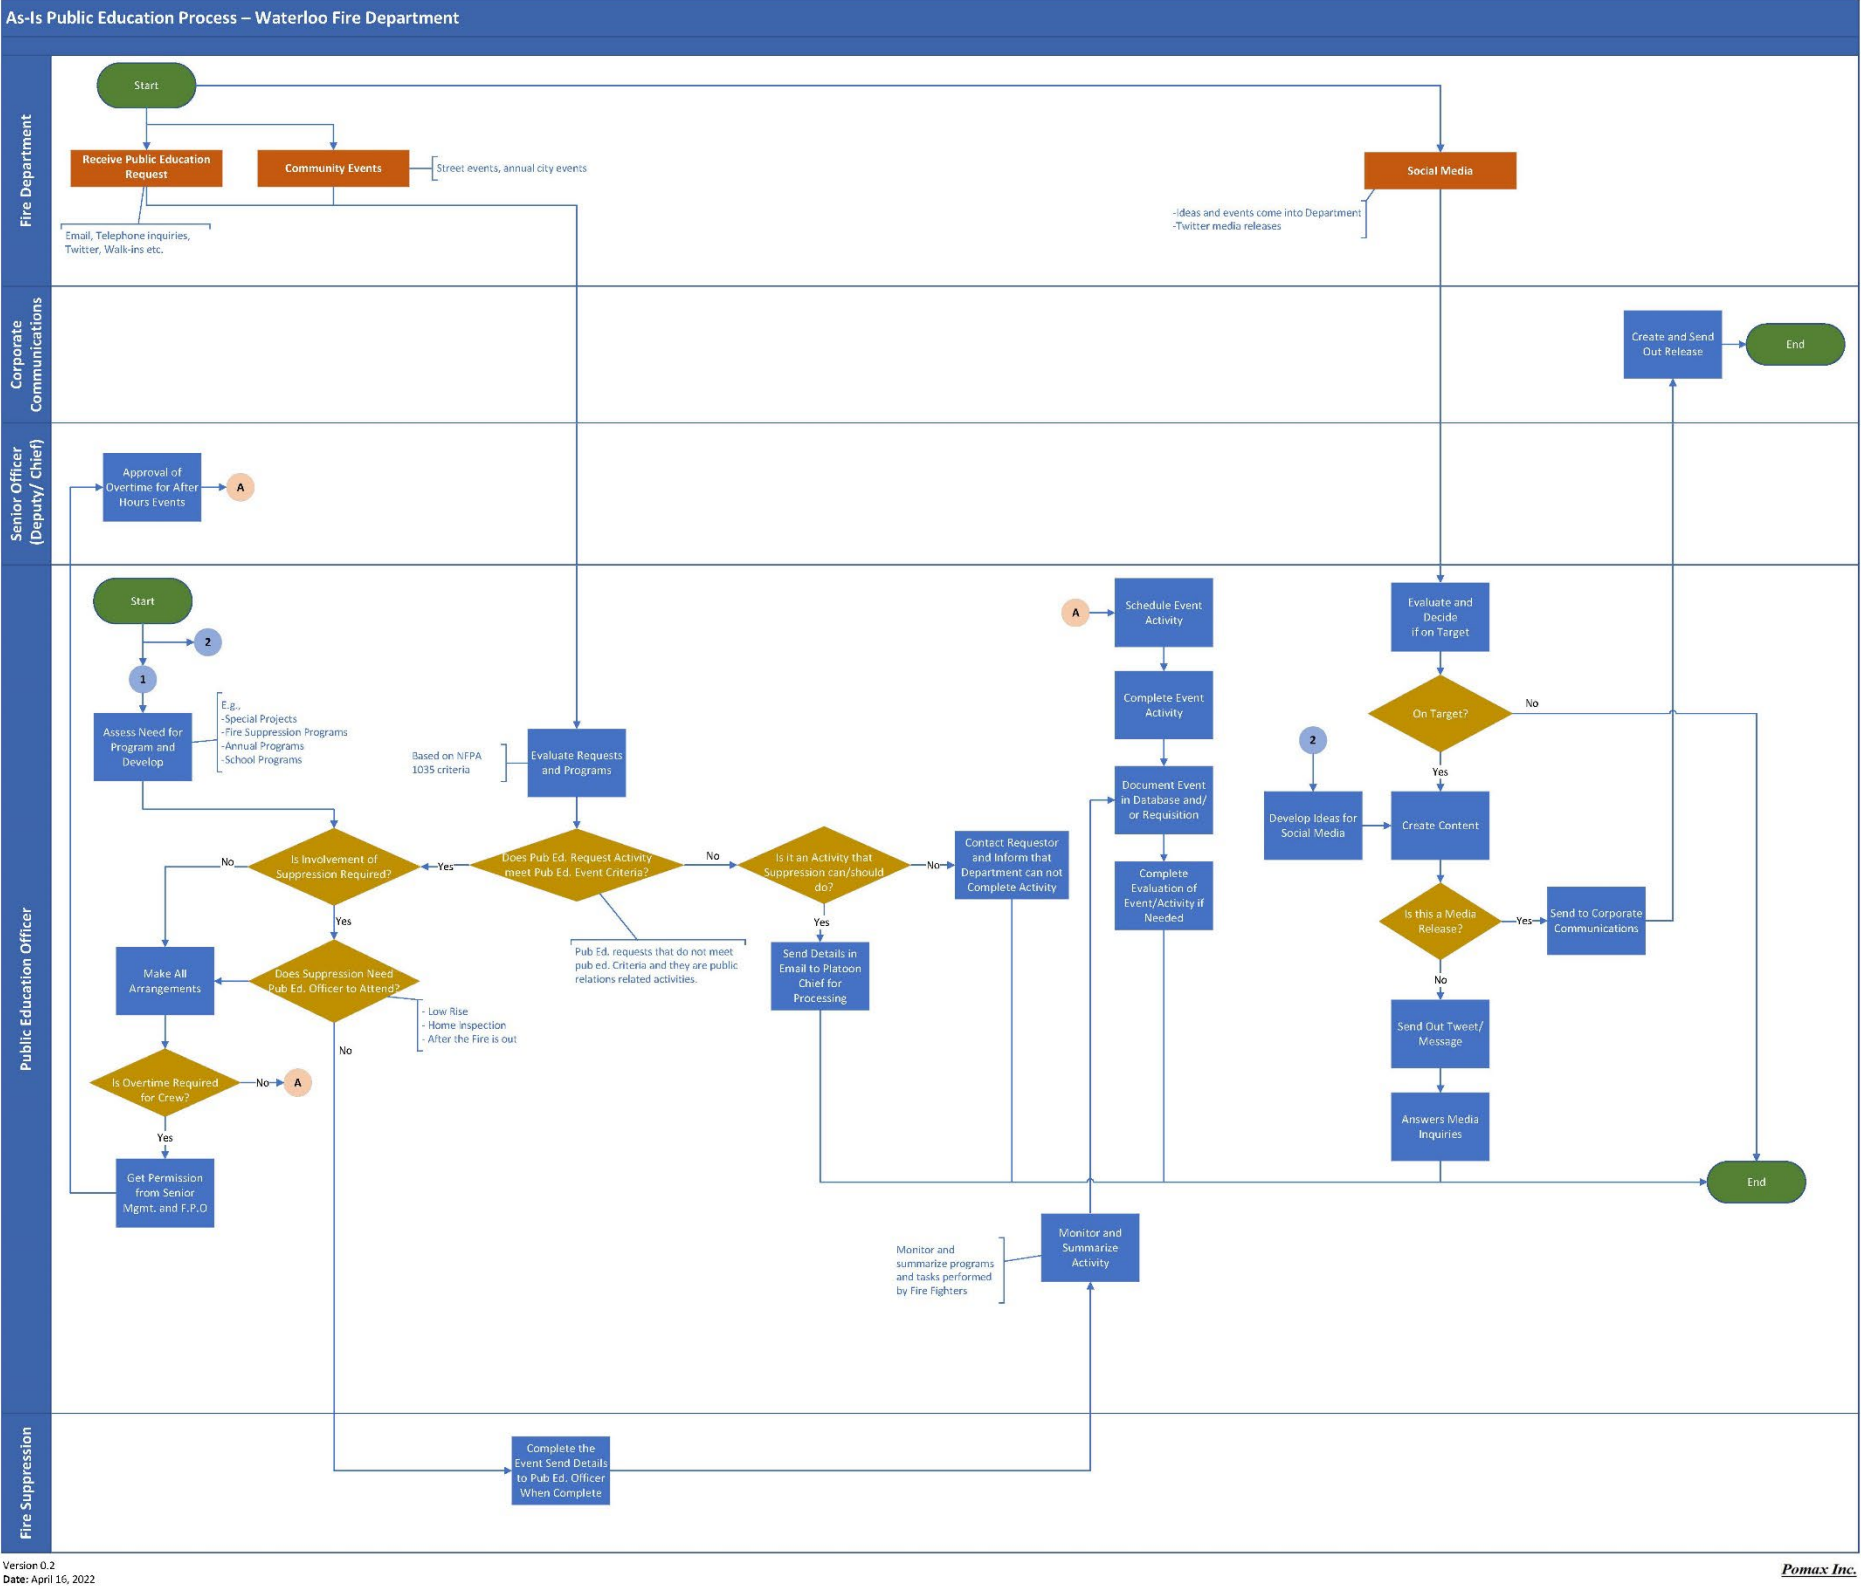 As-Is Public Education Process – Waterloo Fire Department
Fire Department
Start
Receive Public Education
Request
Community Events
Street events, annual city events
Email, Telephone inquiries,
Twitter, Walk-ins etc.
Social Media
-Ideas and events come into Department
-Twitter media releases
Corporate
Communications
Create and Send
Out Release
End
Senior Officer
(Deputy/ Chief)
Approval of
Overtime for After
Hours Events
A
Public Education Officer
Start
2
1
Assess Need for
Program and
Develop
E.g.,
-Special Projects
-Fire Suppression Programs
-Annual Programs
-School Programs
Based on NFPA
1035 criteria
Evaluate Requests
and Programs
A
Schedule Event
Activity
Complete Event
Activity
Document Event
in Database and/
or Requisition
Complete
Evaluation of
Event/Activity if
Needed
Evaluate and
Decide
if on Target
On Target?
No
Yes
2
Develop Ideas for
Social Media
Create Content
Is this a Media
Release?
Yes
Send to Corporate
Communications
No
Send Out Tweet/
Message
Answers Media
Inquiries
End
No
Is Involvement of
Suppression Required?
Yes
Does Pub Ed. Request Activity
meet Pub Ed. Event Criteria?
No
Is it an Activity that
Suppression can/should
do?
No
Contact Requestor
and Inform that
Department can not
Complete Activity
Yes
Yes
Pub Ed. requests that do not meet
pub ed. Criteria and they are public
relations related activities.
Send Details in
Email to Platoon
Chief for
Processing
Make All
Arrangements
Does Suppression Need
Pub Ed. Officer to Attend?
- Low Rise
- Home Inspection
- After the Fire is out
No
Is Overtime Required
for Crew?
No
A
Yes
Get Permission
from Senior
Mgmt. and F.P.O
Monitor and
summarize programs
and tasks performed
by Fire Fighters
Monitor and
Summarize
Activity
Fire Suppression
Complete the
Event Send Details
to Pub Ed. Officer
When Complete
Version 0.2
Date: April 16, 2022
Pomax Inc.